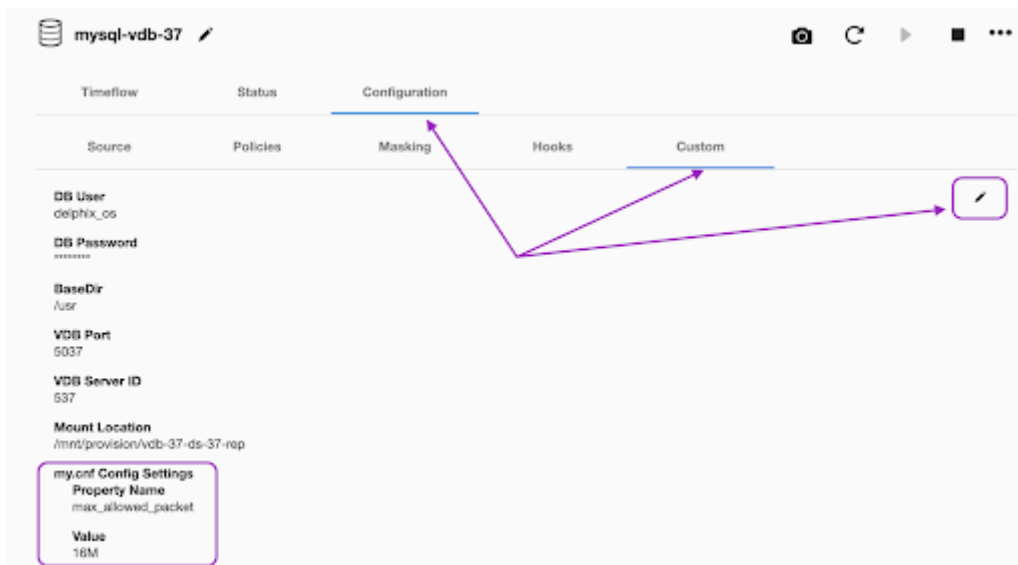 mysql-vdb-37
Timeflow Status Configuration
Source Policies Masking Hooks Custom
DB User
delphix_os
DB Password
********
BaseDir
/usr
VDB Port
5037
VDB Server ID
537
Mount Location
/mnt/provision/vdb-37-ds-37-rep
my.cnf Config Settings
Property Name
max_allowed_packet
Value
16M